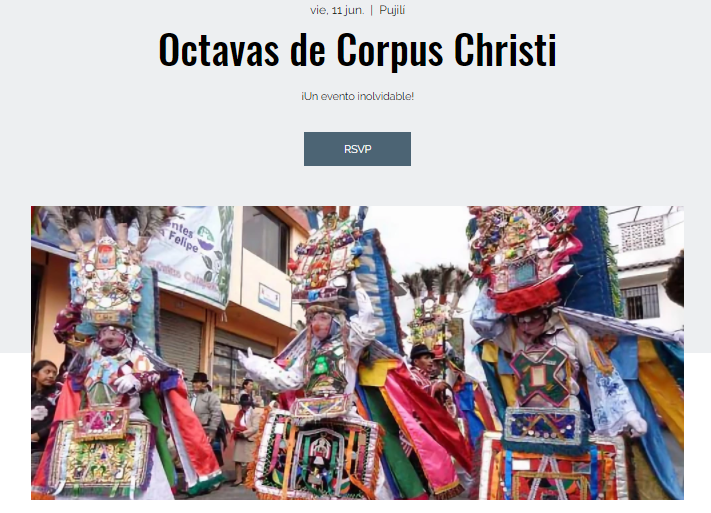 vie, 11 jun. | Pujilí
Octavas de Corpus Christi
¡Un evento inolvidable!
RSVP
Felipe